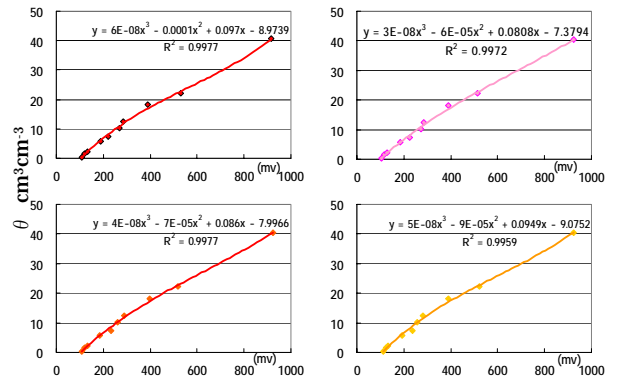 θ cm³cm⁻³
y = 6E-08x³ - 0.0001x² + 0.097x - 8.9739
R² = 0.9977
50
40
30
20
10
0
0 200 400 600 800 1000
(mv)
y = 3E-08x³ - 6E-05x² + 0.0808x - 7.3794
R² = 0.9972
50
40
30
20
10
0
0 200 400 600 800 1000
(mv)
y = 4E-08x³ - 7E-05x² + 0.086x - 7.9966
R² = 0.9977
50
40
30
20
10
0
0 200 400 600 800 1000
(mv)
y = 5E-08x³ - 9E-05x² + 0.0949x - 9.0752
R² = 0.9959
50
40
30
20
10
0
0 200 400 600 800 1000
(mv)